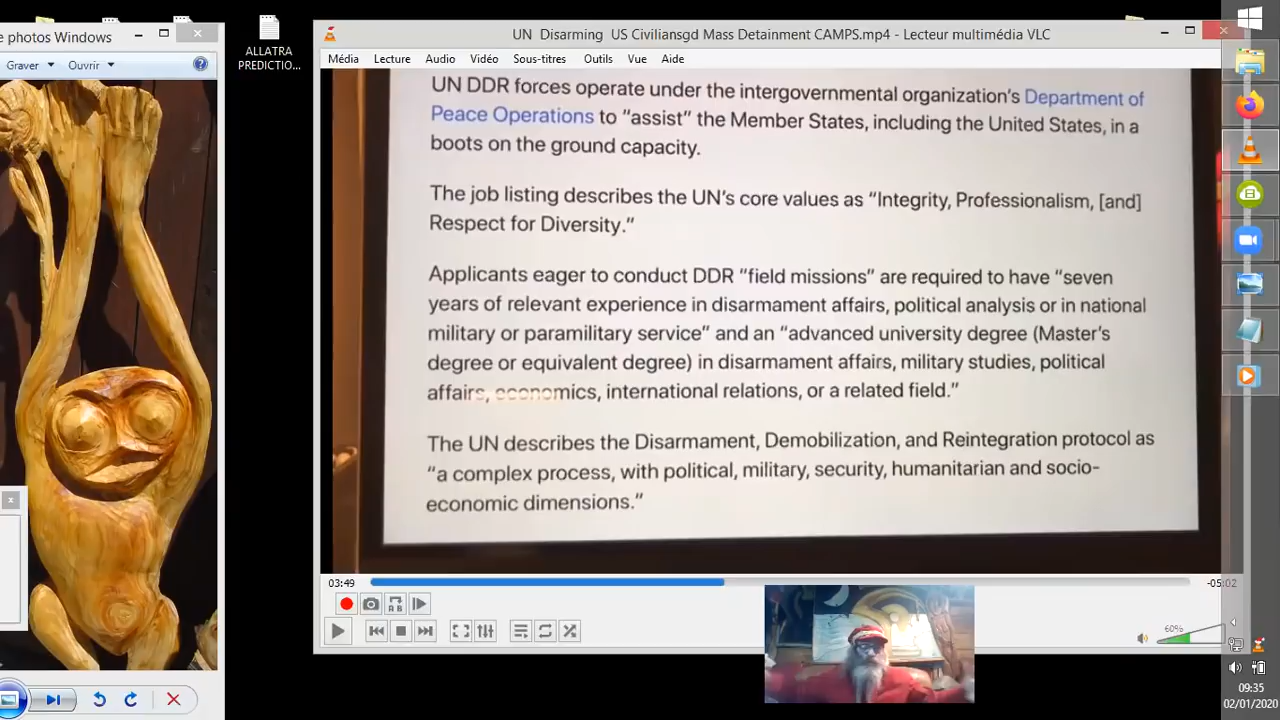 e photos Windows
Graver
Ouvrir
ALLATRA
PREDICTIO...
UN Disarming US Civiliansgd Mass Detainment CAMPS.mp4 - Lecteur multimédia VLC
Média Lecture Audio Vidéo Sous-titres Outils Vue Aide
UN DDR forces operate under the intergovernmental organization's Department of
Peace Operations to "assist" the Member States, including the United States, in a
boots on the ground capacity.
The job listing describes the UN's core values as "Integrity, Professionalism, [and]
Respect for Diversity."
Applicants eager to conduct DDR "field missions" are required to have "seven
years of relevant experience in disarmament affairs, political analysis or in national
military or paramilitary service" and an "advanced university degree (Master's
degree or equivalent degree) in disarmament affairs, military studies, political
affairs, economics, international relations, or a related field."
The UN describes the Disarmament, Demobilization, and Reintegration protocol as
"a complex process, with political, military, security, humanitarian and socio-
economic dimensions."
03:49
-05:02
60%
09:35
02/01/2020